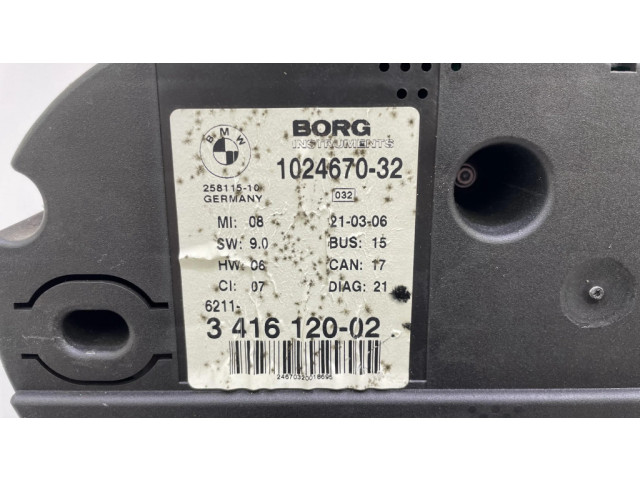 BMW
BORG
INSTRUMENTS
1024670-32
258115-10
GERMANY
032
MI: 08
21-03-06
SW: 9.0
BUS: 15
HW: 06
CAN: 17
CI: 07
DIAG: 21
6211-
3 416 120-02